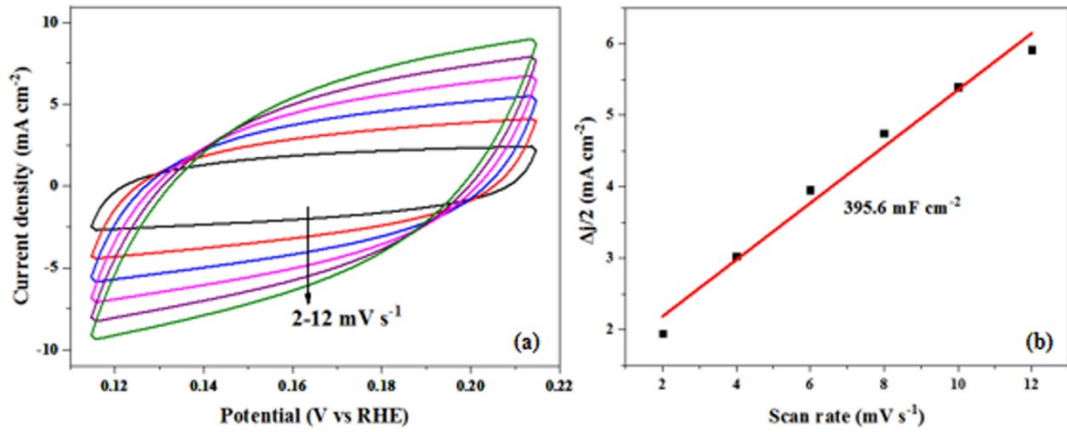 Current density (mA cm⁻²)
10
5
0
-5
-10
2-12 mV s⁻¹
(a)
0.12 0.14 0.16 0.18 0.20 0.22
Potential (V vs RHE)
Δj/2 (mA cm⁻²)
6
5
4
3
2
395.6 mF cm⁻²
(b)
2 4 6 8 10 12
Scan rate (mV s⁻¹)